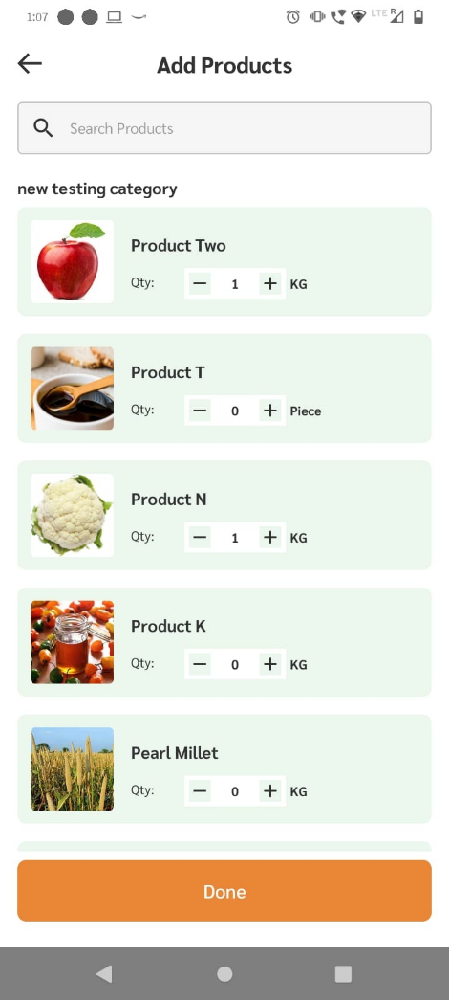 1:07
LTE R
Add Products
Search Products
new testing category
Product Two
Qty: 1 KG
Product T
Qty: 0 Piece
Product N
Qty: 1 KG
Product K
Qty: 0 KG
Pearl Millet
Qty: 0 KG
Done